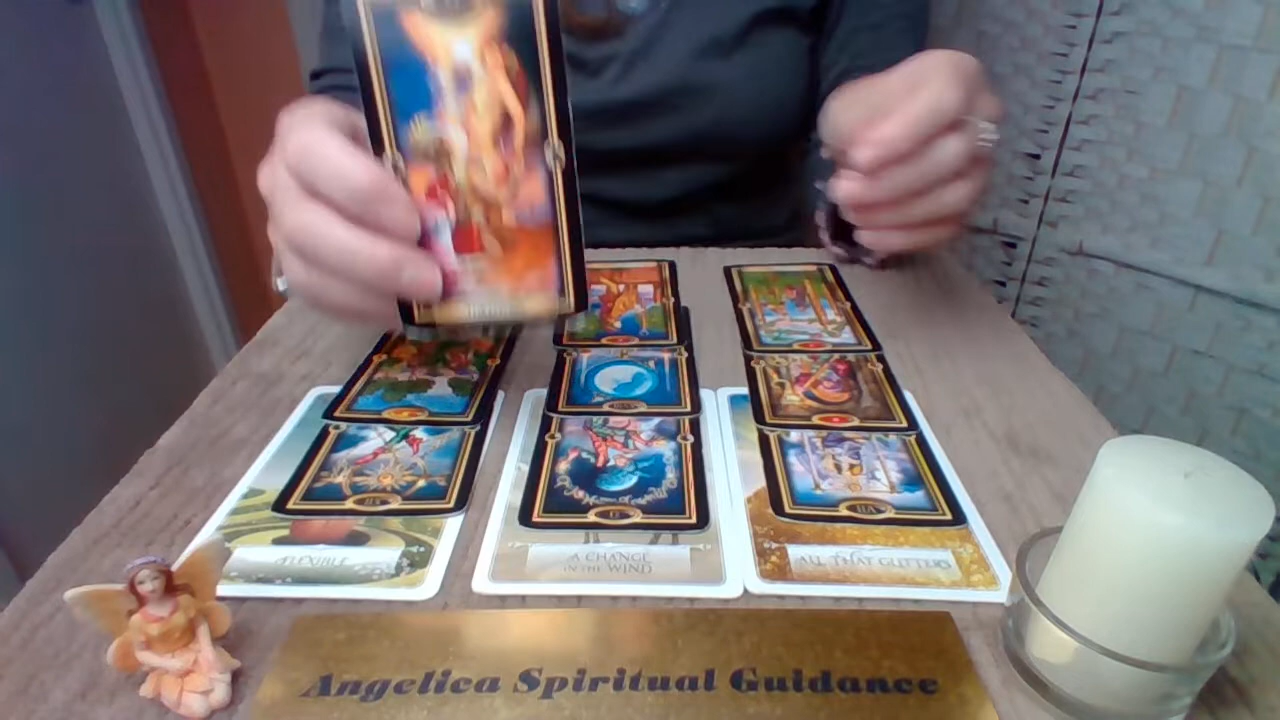 FLEXIBLE
A CHANGE
IN THE WIND
ALL THAT GLITTERS
Angelica Spiritual Guidance